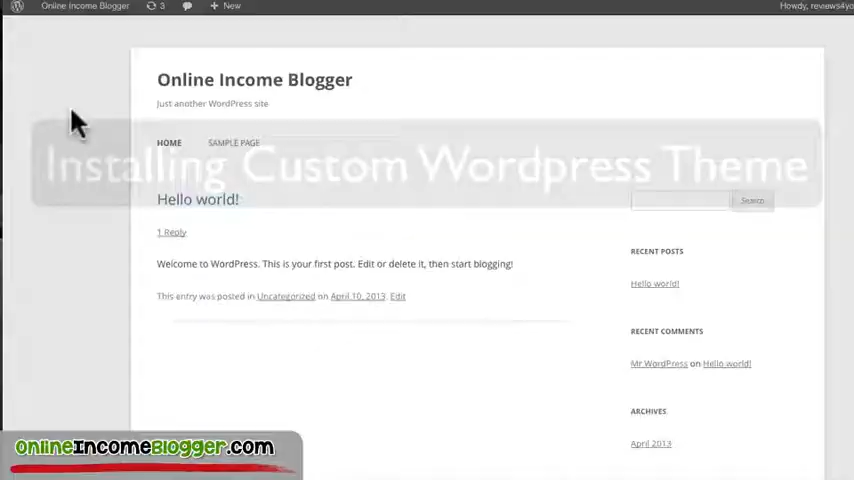 Online Income Blogger 3 New Howdy, reviews4yo
Online Income Blogger
Just another WordPress site
HOME SAMPLE PAGE
Installing Custom Wordpress Theme
Hello world!
Search
1 Reply
RECENT POSTS
Welcome to WordPress. This is your first post. Edit or delete it, then start blogging!
Hello world!
This entry was posted in Uncategorized on April 10, 2013. Edit
RECENT COMMENTS
Mr WordPress on Hello world!
ARCHIVES
April 2013
OnlineIncomeBlogger.com